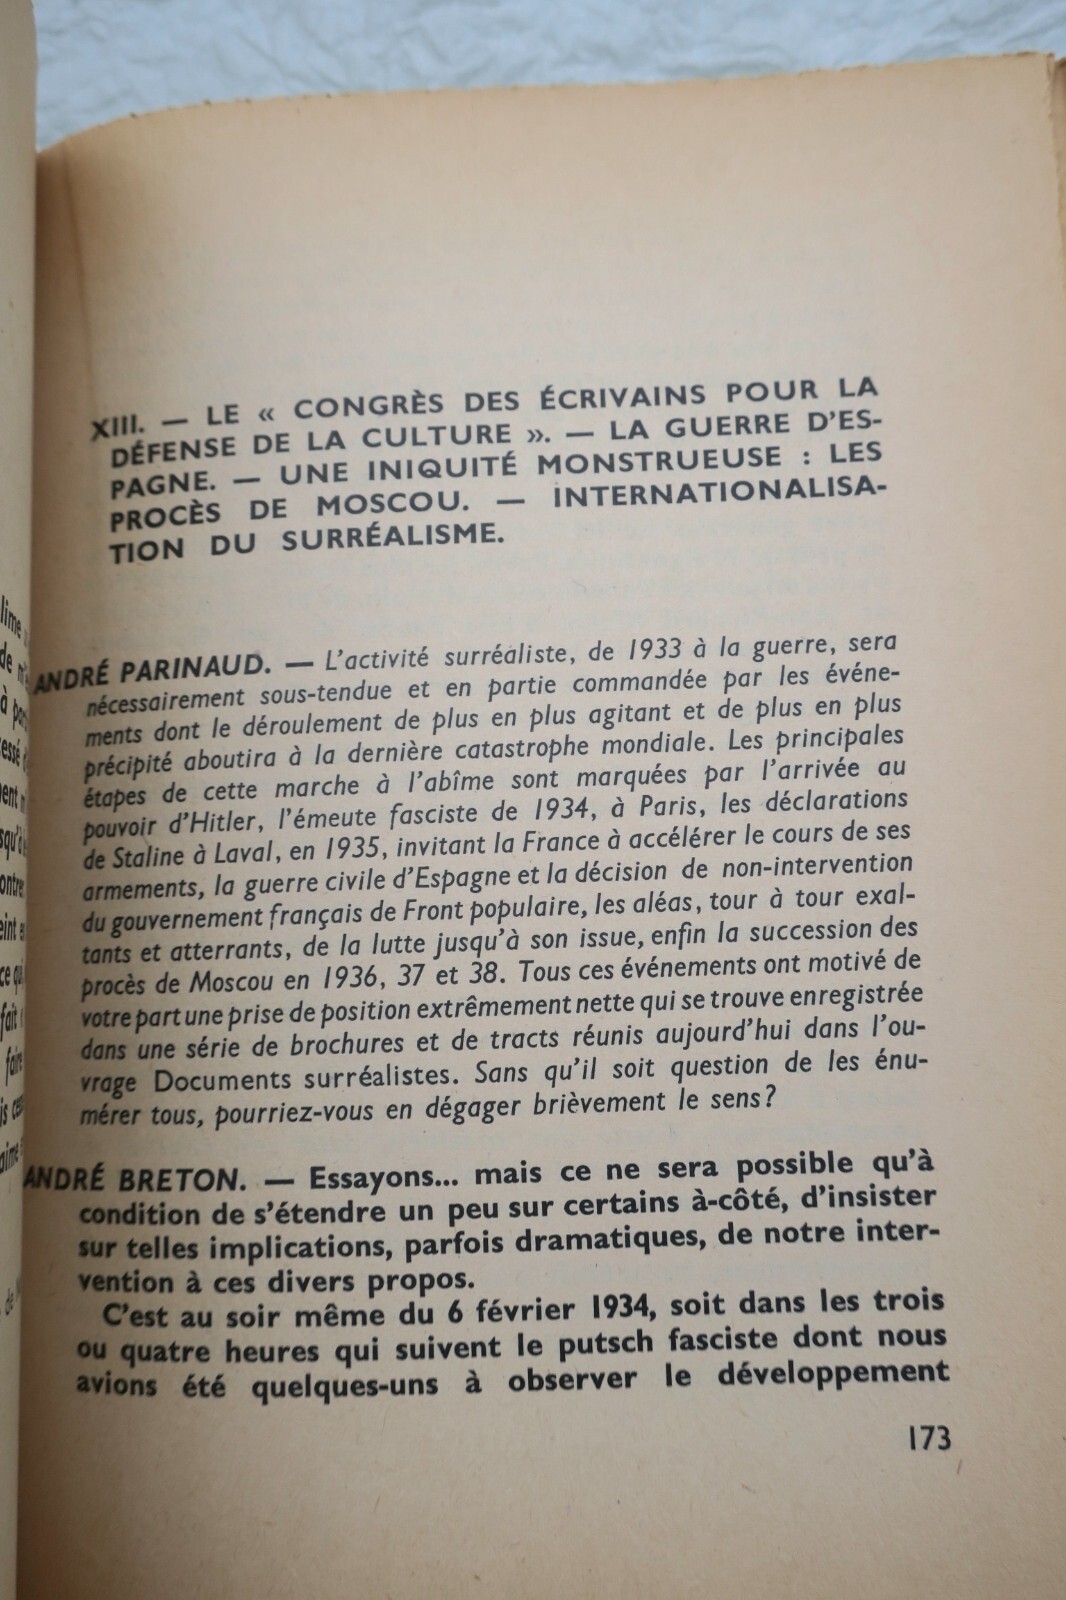 XIII. — LE « CONGRÈS DES ÉCRIVAINS POUR LA
DÉFENSE DE LA CULTURE ». — LA GUERRE D'ES-
PAGNE. — UNE INIQUITÉ MONSTRUEUSE : LES
PROCÈS DE MOSCOU. — INTERNATIONALISA-
TION DU SURRÉALISME.
ANDRÉ PARINAUD. — L'activité surréaliste, de 1933 à la guerre, sera
nécessairement sous-tendue et en partie commandée par les événe-
ments dont le déroulement de plus en plus agitant et de plus en plus
précipité aboutira à la dernière catastrophe mondiale. Les principales
étapes de cette marche à l'abîme sont marquées par l'arrivée au
pouvoir d'Hitler, l'émeute fasciste de 1934, à Paris, les déclarations
de Staline à Laval, en 1935, invitant la France à accélérer le cours de ses
armements, la guerre civile d'Espagne et la décision de non-intervention
du gouvernement français de Front populaire, les aléas, tour à tour exal-
tants et atterrants, de la lutte jusqu'à son issue, enfin la succession des
procès de Moscou en 1936, 37 et 38. Tous ces événements ont motivé de
votre part une prise de position extrêmement nette qui se trouve enregistrée
dans une série de brochures et de tracts réunis aujourd'hui dans l'ou-
vrage Documents surréalistes. Sans qu'il soit question de les énu-
mérer tous, pourriez-vous en dégager brièvement le sens?
ANDRÉ BRETON. — Essayons... mais ce ne sera possible qu'à
condition de s'étendre un peu sur certains à-côté, d'insister
sur telles implications, parfois dramatiques, de notre inter-
vention à ces divers propos.
C'est au soir même du 6 février 1934, soit dans les trois
ou quatre heures qui suivent le putsch fasciste dont nous
avions été quelques-uns à observer le développement
173